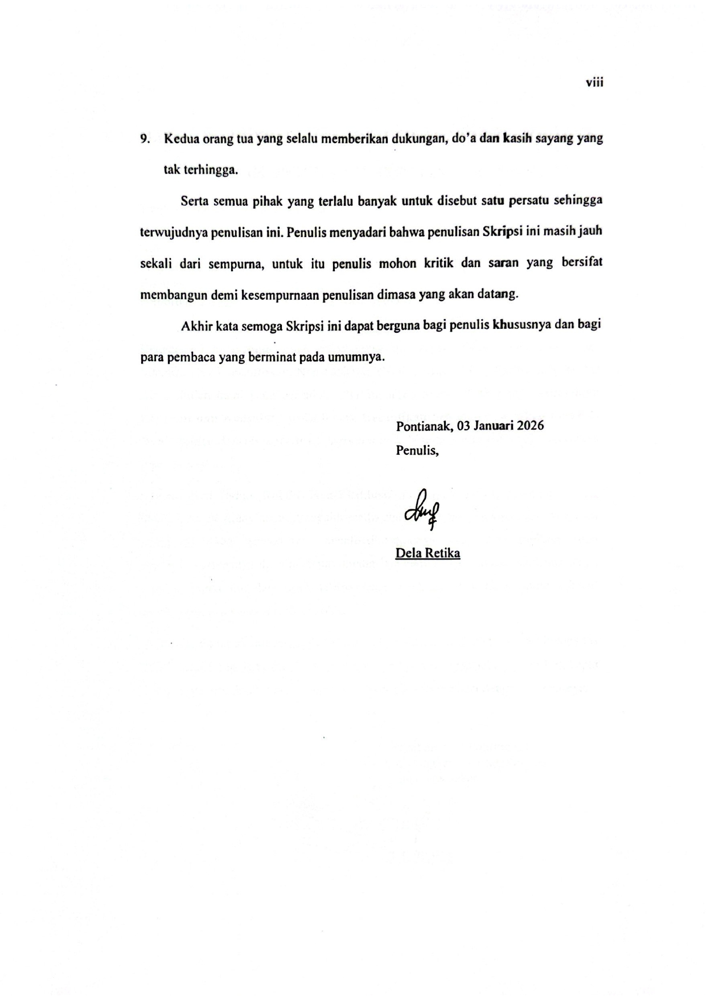 viii
9. Kedua orang tua yang selalu memberikan dukungan, do'a dan kasih sayang yang
tak terhingga.
Serta semua pihak yang terlalu banyak untuk disebut satu persatu sehingga
terwujudnya penulisan ini. Penulis menyadari bahwa penulisan Skripsi ini masih jauh
sekali dari sempurna, untuk itu penulis mohon kritik dan saran yang bersifat
membangun demi kesempurnaan penulisan dimasa yang akan datang.
Akhir kata semoga Skripsi ini dapat berguna bagi penulis khususnya dan bagi
para pembaca yang berminat pada umumnya.
Pontianak, 03 Januari 2026
Penulis,
Dela Retika